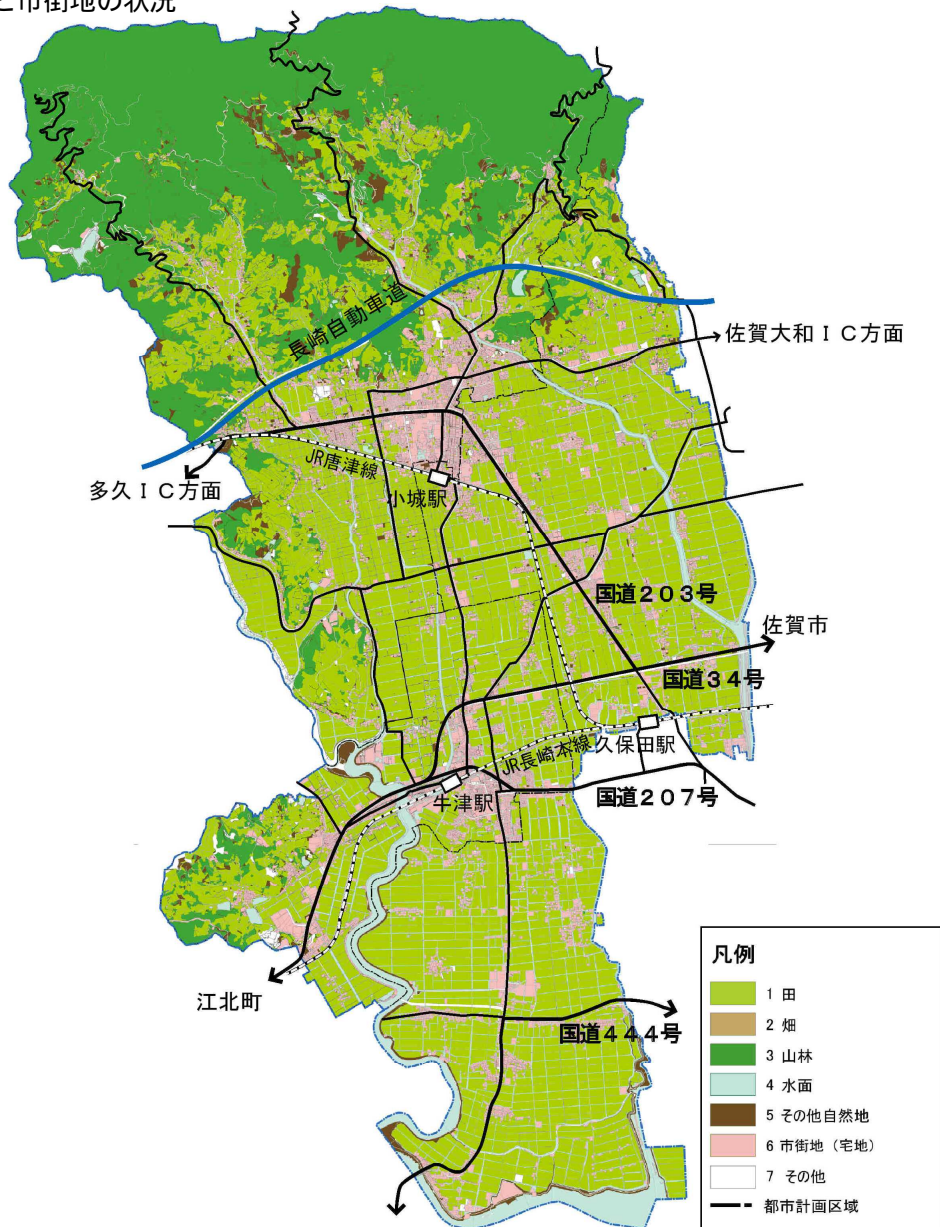 と市街地の状況
長崎自動車道
佐賀大和ＩＣ方面
JR唐津線
多久ＩＣ方面
小城駅
国道２０３号
佐賀市
国道３４号
久保田駅
JR長崎本線
国道２０７号
牛津駅
江北町
国道４４４号
凡例
1 田
2 畑
3 山林
4 水面
5 その他自然地
6 市街地（宅地）
7 その他
都市計画区域